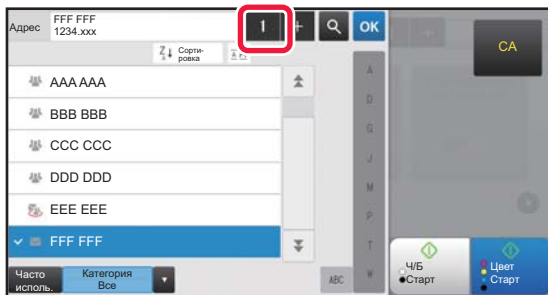 Адрес
FFF FFF
1234.xxx
1
+
OK
CA
Z↓ Сорти-
ровка
AAA AAA
BBB BBB
CCC CCC
DDD DDD
EEE EEE
FFF FFF
A
D
G
J
M
P
T
W
ABC
Часто
исполь.
Категория
Все
Ч/Б
Старт
Цвет
Старт